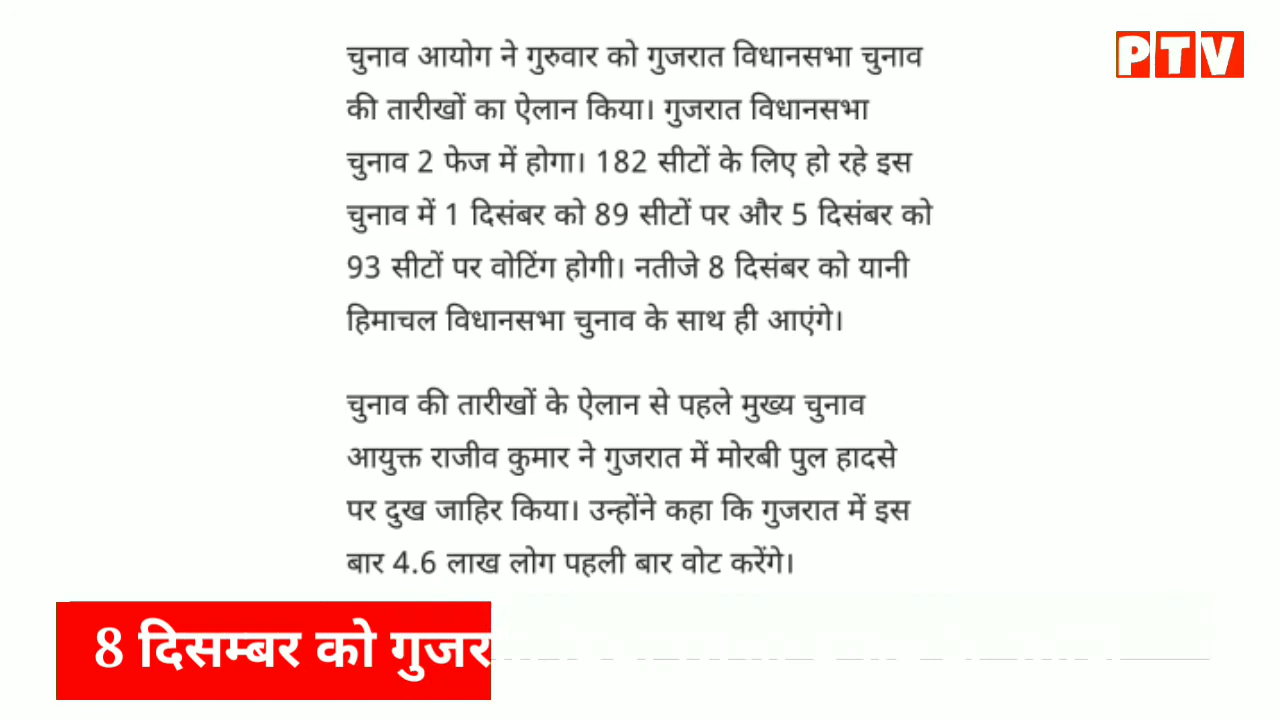 PTV
चुनाव आयोग ने गुरुवार को गुजरात विधानसभा चुनाव
की तारीखों का ऐलान किया। गुजरात विधानसभा
चुनाव 2 फेज में होगा। 182 सीटों के लिए हो रहे इस
चुनाव में 1 दिसंबर को 89 सीटों पर और 5 दिसंबर को
93 सीटों पर वोटिंग होगी। नतीजे 8 दिसंबर को यानी
हिमाचल विधानसभा चुनाव के साथ ही आएंगे।
चुनाव की तारीखों के ऐलान से पहले मुख्य चुनाव
आयुक्त राजीव कुमार ने गुजरात में मोरबी पुल हादसे
पर दुख जाहिर किया। उन्होंने कहा कि गुजरात में इस
बार 4.6 लाख लोग पहली बार वोट करेंगे।
8 दिसम्बर को गुजर